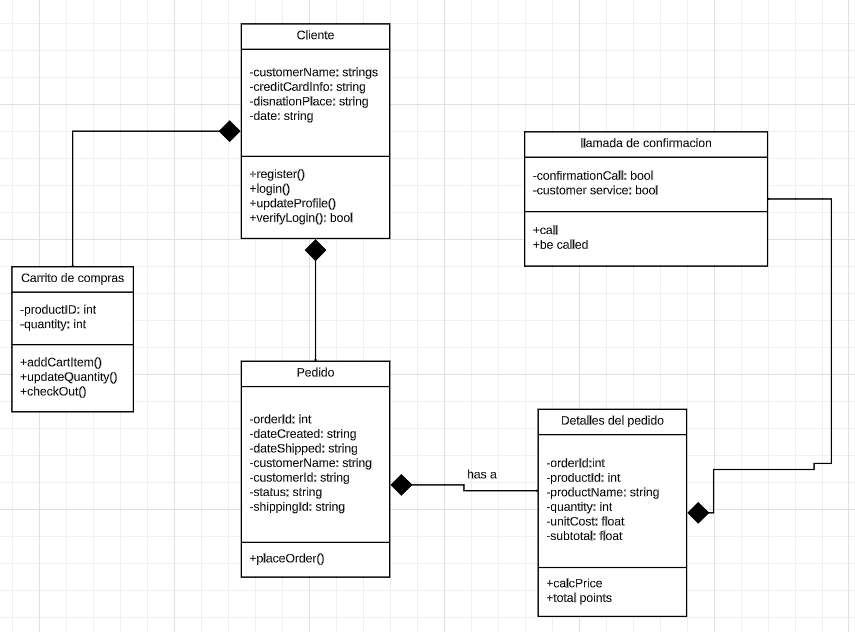 Cliente
-customerName: strings
-creditCardInfo: string
-disnationPlace: string
-date: string
+register()
+login()
+updateProfile()
+verifyLogin(): bool
llamada de confirmacion
-confirmationCall: bool
-customer service: bool
+call
+be called
Carrito de compras
-productID: int
-quantity: int
+addCartItem()
+updateQuantity()
+checkOut()
Pedido
-orderId: int
-dateCreated: string
-dateShipped: string
-customerName: string
-customerId: string
-status: string
-shippingId: string
+placeOrder()
has a
Detalles del pedido
-orderId:int
-productId: int
-productName: string
-quantity: int
-unitCost: float
-subtotal: float
+calcPrice
+total points